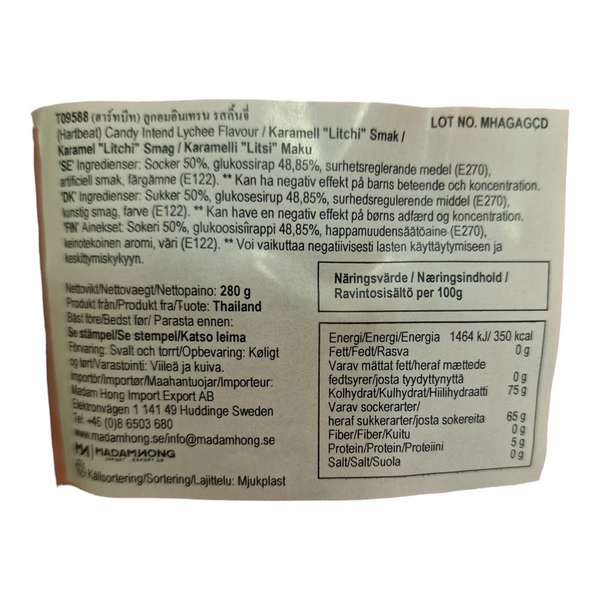 T09588 (ฮาร์ทบีท) ลูกอมอินเทรน รสลิ้นจี่
LOT NO. MHAGAGÇD
(Hartbeat) Candy Intend Lychee Flavour / Karamell "Litchi" Smak /
Karamel "Litchi" Smag / Karamelli "Litsi" Maku
'SE' Ingredienser: Socker 50%, glukossirap 48,85%, surhetsreglerande medel (E270),
artificiell smak, färgämne (E122). ** Kan ha negativ effekt på barns beteende och koncentration.
'DK' Ingredienser: Sukker 50%, glukosesirup 48,8%, surhedsregulerende middel (E270),
kunstig smag, farve (E122). ** Kan have en negativ effekt på børns adfærd og koncentration.
'FIN' Ainekset: Sokeri 50%, glukoosisiirappi 48,85%, happamuudensäätöaine (E270),
keinotekoinen aromi, väri (E122). ** Voi vaikuttaa negatiivisesti lasten käyttäytymiseen ja
keskittymiskykyyn.
Nettovikt/Nettovaegt/Nettopaino: 280 g
Produkt från/Produkt fra/Tuote: Thailand
Bäst före/Bedst før/ Parasta ennen:
Se stämpel/Se stempel/Katso leima
Förvaring: Svalt och torrt/Opbevaring: Køligt
og tørt/Varastointi: Viileä ja kuiva.
Importör/Importør/Maahantuojar/Importeur:
Madam Hong Import Export AB
Elektronvägen 1 141 49 Huddinge Sweden
Tel. +46 (0)8 6503 680
www.madamhong.se/info@madamhong.se
MADAMHONG
IMPORT EXPORT AB
Källsortering/Sortering/Lajittelu: Mjukplast
Näringsvärde / Næringsindhold /
Ravintosisältö per 100g
Energi/Energi/Energia 1464 kJ/ 350 kcal
Fett/Fedt/Rasva 0 g
Varav mättat fett/heraf mættede
fedtsyrer/josta tyydyttynyttä 0 g
Kolhydrat/Kulhydrat/Hiilihydraatti 75 g
Varav sockerarter/
heraf sukkerarter/josta sokereita 65 g
Fiber/Fiber/Kuitu 0 g
Protein/Protein/Proteiini 5 g
Salt/Salt/Suola 0 g